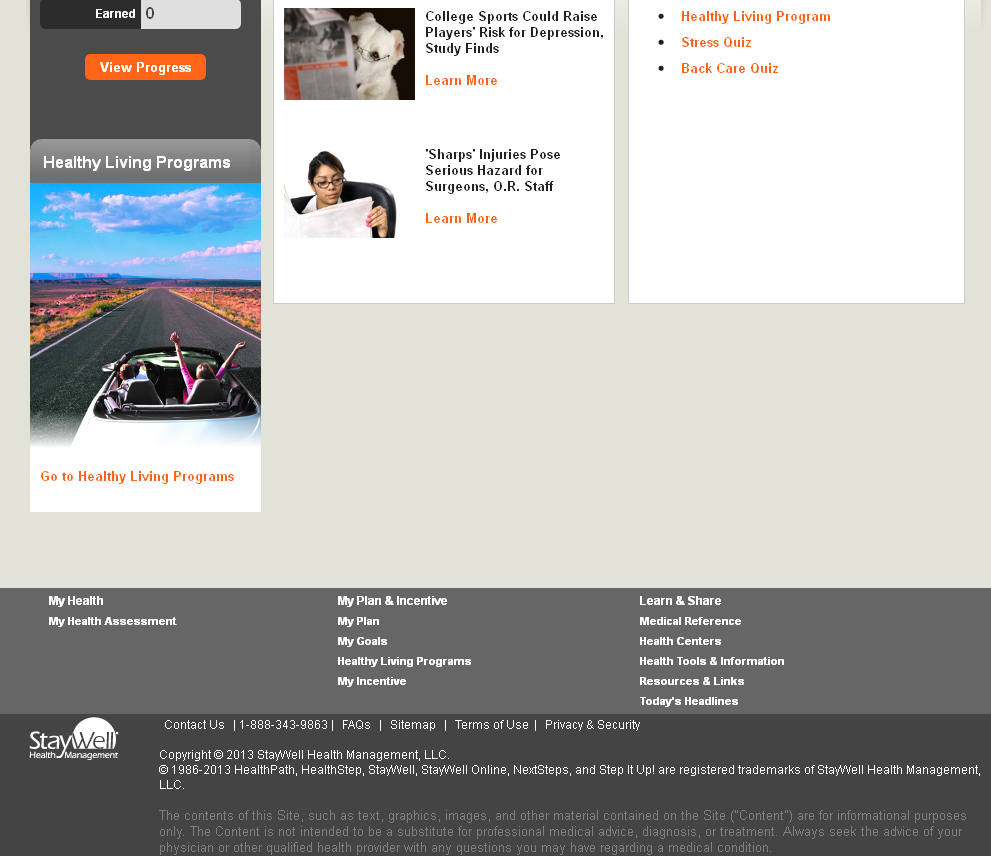 Earned 0
View Progress
Healthy Living Programs
Go to Healthy Living Programs
College Sports Could Raise
Players' Risk for Depression,
Study Finds
Learn More
'Sharps' Injuries Pose
Serious Hazard for
Surgeons, O.R. Staff
Learn More
• Healthy Living Program
• Stress Quiz
• Back Care Quiz
My Health
My Health Assessment
My Plan & Incentive
My Plan
My Goals
Healthy Living Programs
My Incentive
Learn & Share
Medical Reference
Health Centers
Health Tools & Information
Resources & Links
Today's Headlines
StayWell
Health Management
Contact Us | 1-888-343-9863 | FAQs | Sitemap | Terms of Use | Privacy & Security
Copyright © 2013 StayWell Health Management, LLC.
© 1986-2013 HealthPath, HealthStep, StayWell, StayWell Online, NextSteps, and Step It Up! are registered trademarks of StayWell Health Management,
LLC.
The contents of this Site, such as text, graphics, images, and other material contained on the Site ("Content") are for informational purposes
only. The Content is not intended to be a substitute for professional medical advice, diagnosis, or treatment. Always seek the advice of your
physician or other qualified health provider with any questions you may have regarding a medical condition.